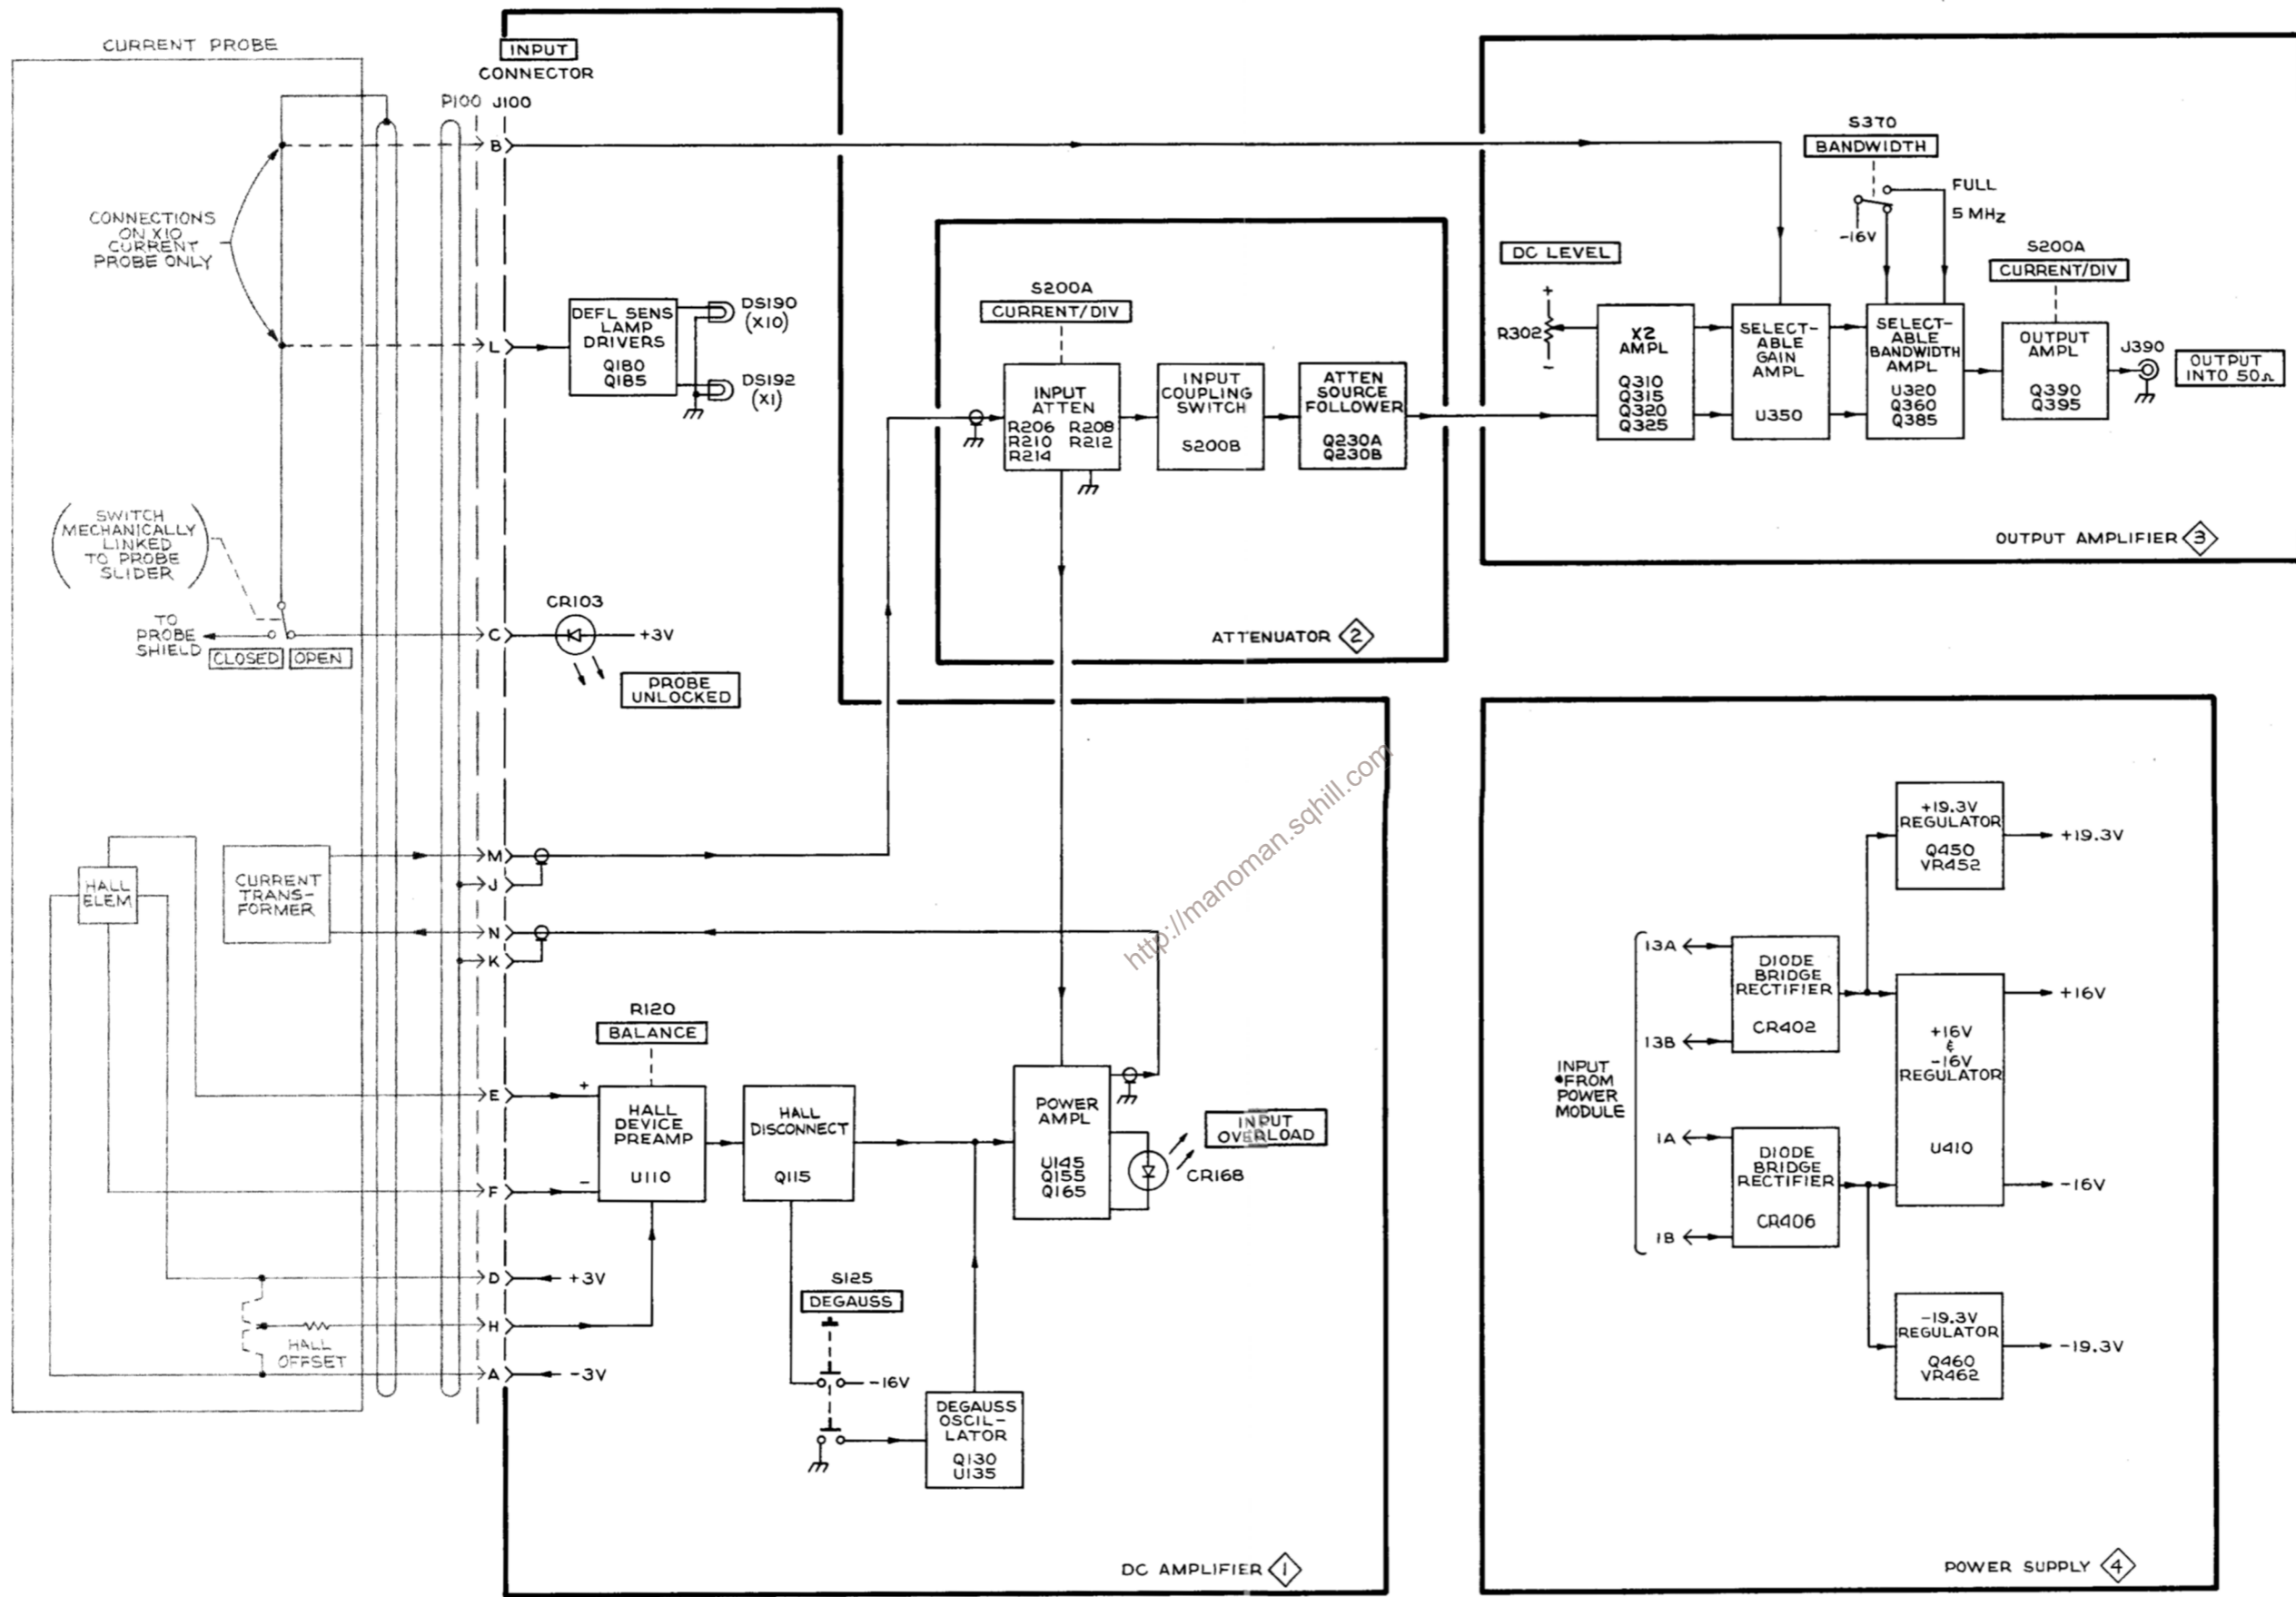 CURRENT PROBE
INPUT
CONNECTOR
P100 J100
B
CONNECTIONS
ON X10
CURRENT
PROBE ONLY
L
DEFL SENS
LAMP
DRIVERS
Q180
Q185
DS190
(X10)
DS192
(X1)
SWITCH
MECHANICALLY
LINKED
TO PROBE
SLIDER
TO
PROBE
SHIELD
CLOSED
OPEN
C
CR103
+3V
PROBE
UNLOCKED
HALL
ELEM
CURRENT
TRANS-
FORMER
M
J
N
K
E
F
D
H
A
+3V
-3V
HALL
OFFSET
R120
BALANCE
+
-
HALL
DEVICE
PREAMP
U110
HALL
DISCONNECT
Q115
S125
DEGAUSS
-16V
DEGAUSS
OSCIL-
LATOR
Q130
U135
POWER
AMPL
U145
Q155
Q165
INPUT
OVERLOAD
CR168
DC AMPLIFIER 1
S200A
CURRENT/DIV
INPUT
ATTEN
R206 R208
R210 R212
R214
INPUT
COUPLING
SWITCH
S200B
ATTEN
SOURCE
FOLLOWER
Q230A
Q230B
ATTENUATOR 2
S370
BANDWIDTH
FULL
5 MHz
-16V
DC LEVEL
+
R302
-
X2
AMPL
Q310
Q315
Q320
Q325
SELECT-
ABLE
GAIN
AMPL
U350
SELECT-
ABLE
BANDWIDTH
AMPL
U320
Q360
Q385
S200A
CURRENT/DIV
OUTPUT
AMPL
Q390
Q395
J390
OUTPUT
INTO 50Ω
OUTPUT AMPLIFIER 3
INPUT
FROM
POWER
MODULE
13A
13B
1A
1B
DIODE
BRIDGE
RECTIFIER
CR402
DIODE
BRIDGE
RECTIFIER
CR406
+19.3V
REGULATOR
Q450
VR452
+19.3V
+16V
&
-16V
REGULATOR
U410
+16V
-16V
-19.3V
REGULATOR
Q460
VR462
-19.3V
POWER SUPPLY 4
http://manoman.sqhill.com